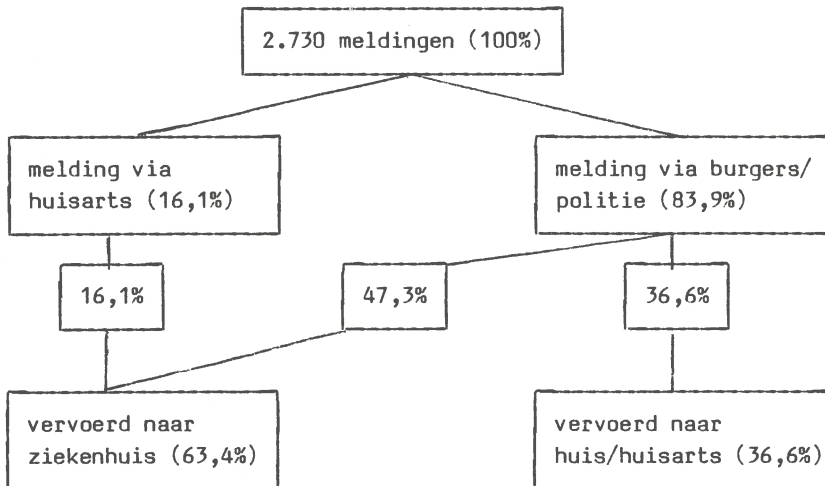 2.730 meldingen (100%)
melding via
huisarts (16,1%)
melding via burgers/
politie (83,9%)
16,1%
47,3%
36,6%
vervoerd naar
ziekenhuis (63,4%)
vervoerd naar
huis/huisarts (36,6%)